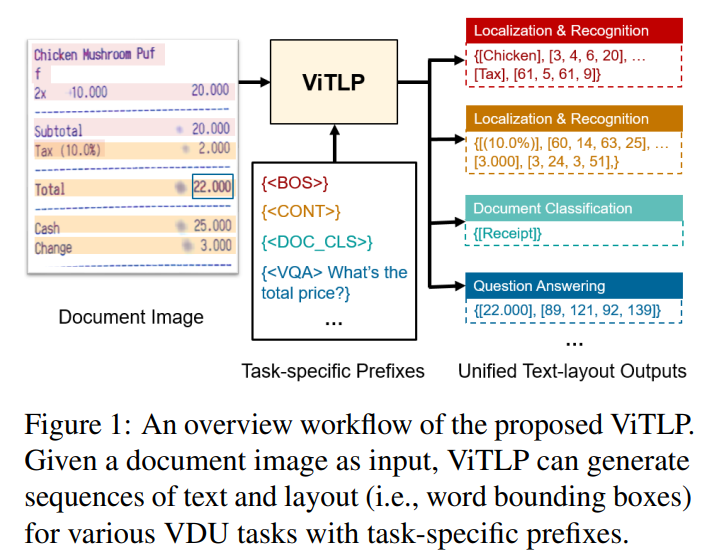 Chicken Mushroom Puf
f
2x 10.000 20.000
Subtotal 20.000
Tax (10.0%) 2.000
Total 22.000
Cash 25.000
Change 3.000
Document Image
ViTLP
{<BOS>}
{<CONT>}
{<DOC_CLS>}
{<VQA> What's the
total price?}
...
Task-specific Prefixes
Localization & Recognition
{[Chicken], [3, 4, 6, 20], ...
[Tax], [61, 5, 61, 9]}
Localization & Recognition
{[(10.0%)], [60, 14, 63, 25], ...
[3.000], [3, 24, 3, 51],}
Document Classification
{[Receipt]}
Question Answering
{[22.000], [89, 121, 92, 139]}
...
Unified Text-layout Outputs
Figure 1: An overview workflow of the proposed ViTLP.
Given a document image as input, ViTLP can generate
sequences of text and layout (i.e., word bounding boxes)
for various VDU tasks with task-specific prefixes.